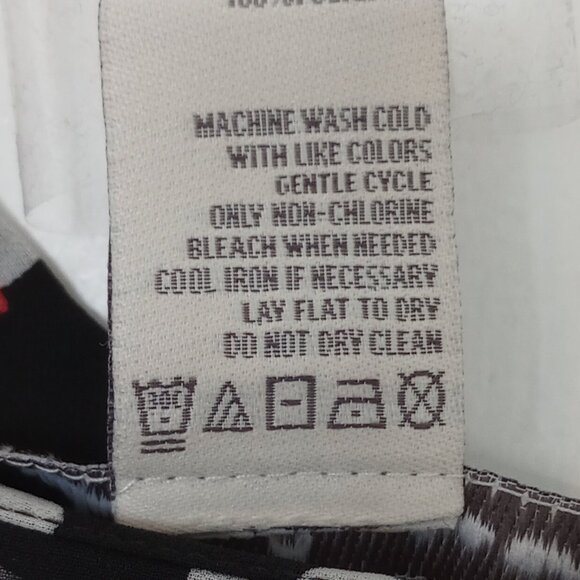 MACHINE WASH COLD
WITH LIKE COLORS
GENTLE CYCLE
ONLY NON-CHLORINE
BLEACH WHEN NEEDED
COOL IRON IF NECESSARY
LAY FLAT TO DRY
DO NOT DRY CLEAN
30C